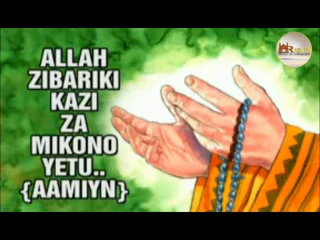 ALLAH
ZIBARIKI
KAZI
ZA
MIKONO
YETU..
{AAMIYN}